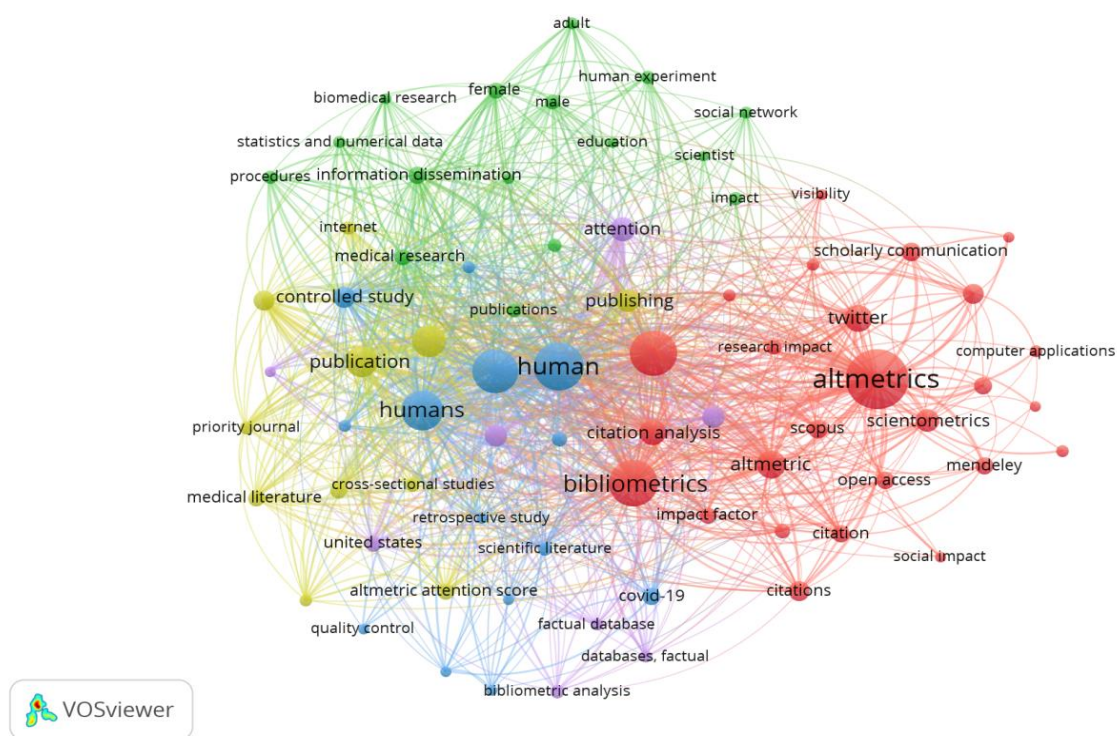 adult
human experiment
female
biomedical research
male
social network
statistics and numerical data
education
scientist
procedures
information dissemination
visibility
impact
internet
attention
scholarly communication
medical research
controlled study
publishing
publications
twitter
research impact
computer applications
publication
human
altmetrics
humans
priority journal
citation analysis
scopus
scientometrics
altmetric
mendeley
cross-sectional studies
bibliometrics
open access
medical literature
retrospective study
impact factor
united states
scientific literature
citation
social impact
altmetric attention score
covid-19
citations
quality control
factual database
databases, factual
bibliometric analysis
VOSviewer